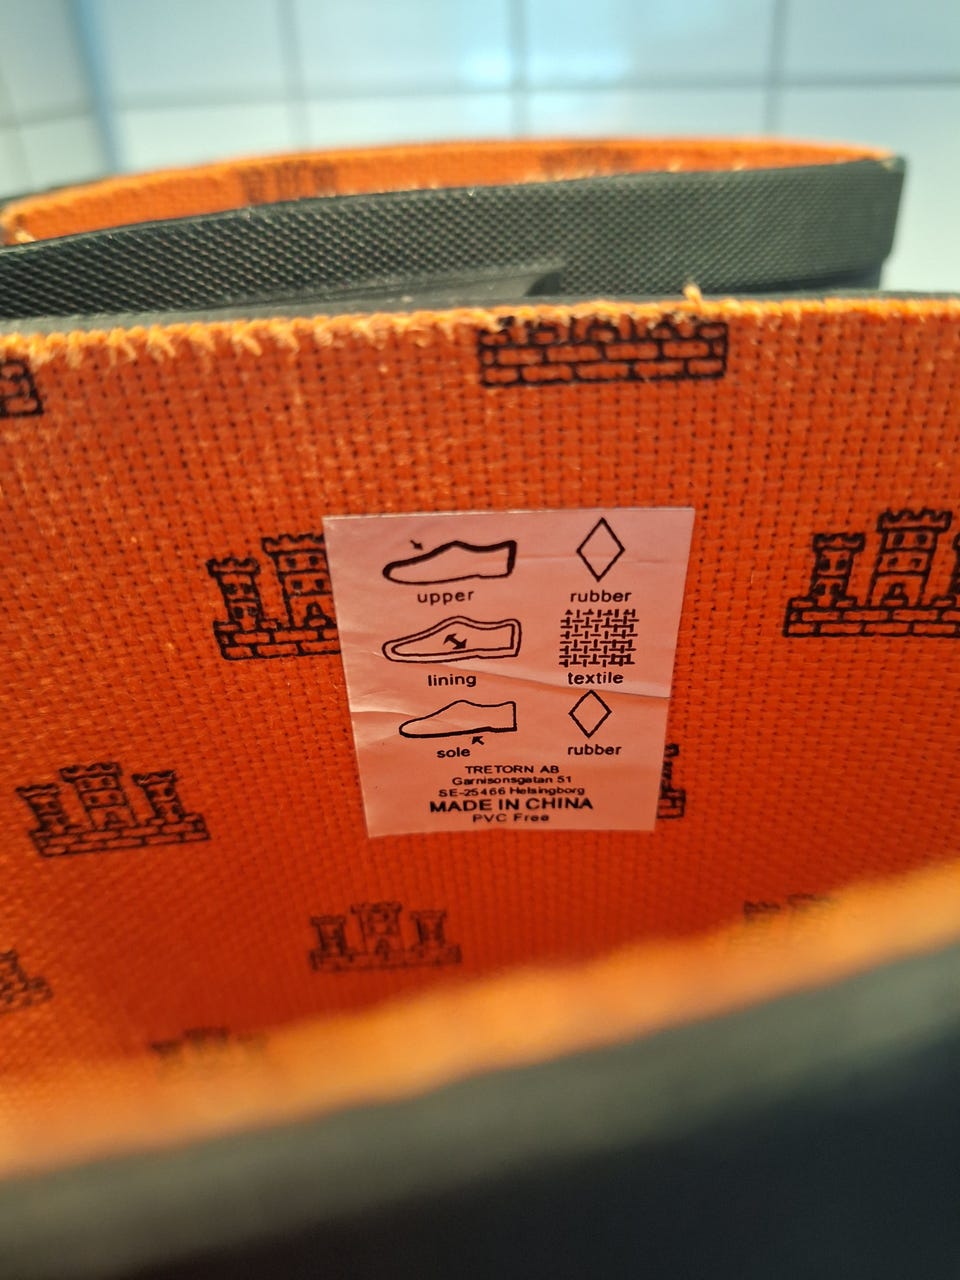 upper rubber
lining textile
sole rubber
TRETORN AB
Garnisonsgatan 51
SE-25466 Helsingborg
MADE IN CHINA
PVC Free